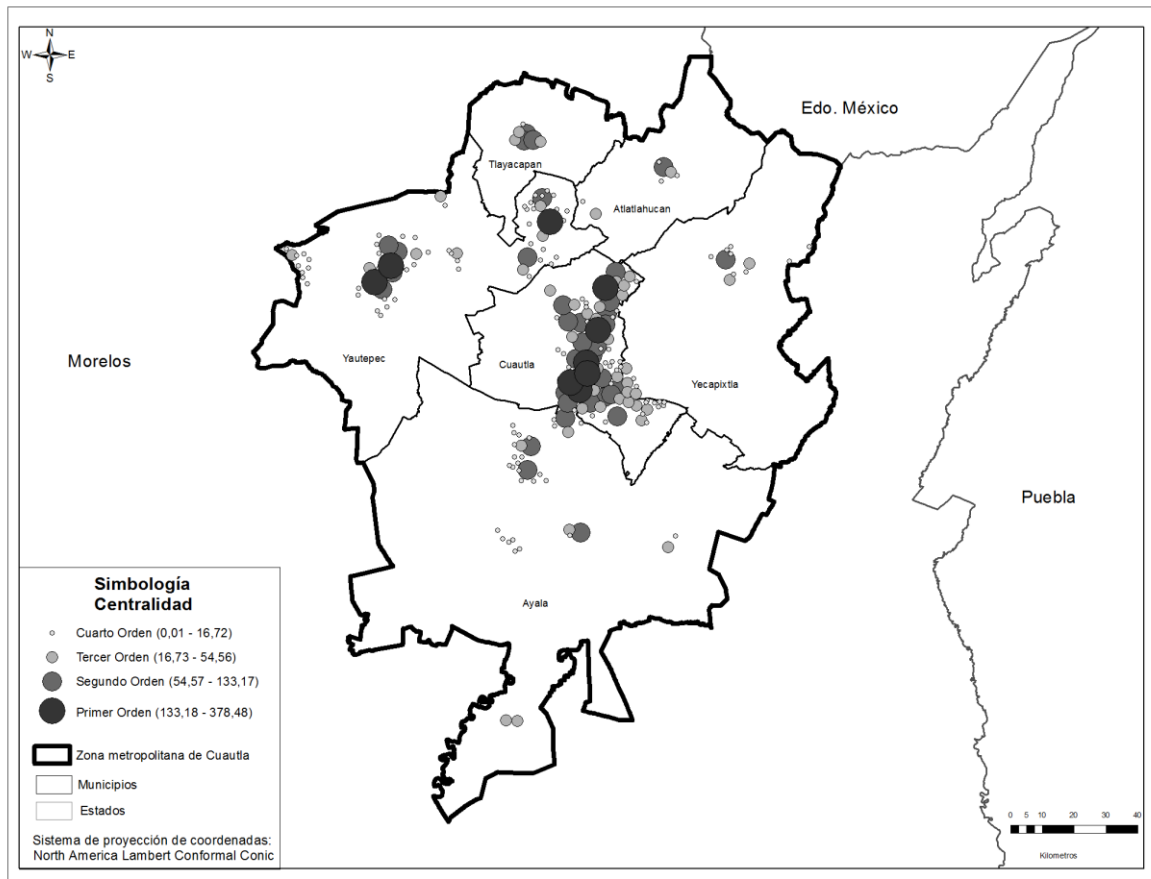 N
W E
S
Edo. México
Tlayacapan
Atlatlahucan
Morelos
Yautepec
Cuautla
Yecapixtla
Puebla
Ayala
Simbología
Centralidad
Cuarto Orden (0,01 - 16,72)
Tercer Orden (16,73 - 54,56)
Segundo Orden (54,57 - 133,17)
Primer Orden (133,18 - 378,48)
Zona metropolitana de Cuautla
Municipios
Estados
Sistema de proyección de coordenadas:
North America Lambert Conformal Conic
0 5 10 20 30 40
Kilometros